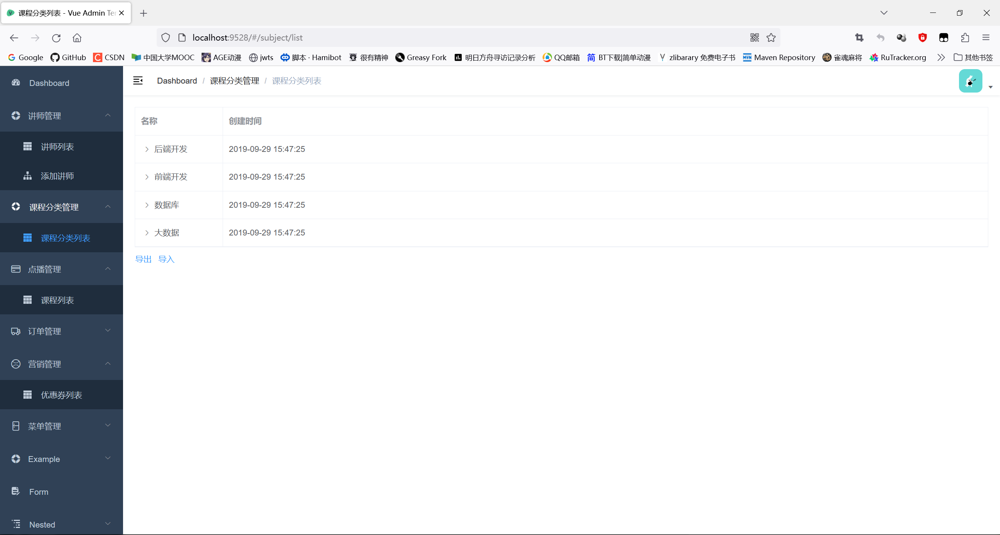 课程分类列表 - Vue Admin Te
localhost:9528/#/subject/list
Google GitHub CSDN 中国大学MOOC AGE动漫 jwts 脚本 · Hamibot 很有精神 Greasy Fork 明日方舟寻访记录分析 QQ邮箱 BT下载|简单动漫 zlibarary 免费电子书 Maven Repository 雀魂麻将 RuTracker.org 其他书签
Dashboard
讲师管理
讲师列表
添加讲师
课程分类管理
课程分类列表
点播管理
课程列表
订单管理
营销管理
优惠券列表
菜单管理
Example
Form
Nested
Dashboard / 课程分类管理 / 课程分类列表
名称 创建时间
后端开发 2019-09-29 15:47:25
前端开发 2019-09-29 15:47:25
数据库 2019-09-29 15:47:25
大数据 2019-09-29 15:47:25
导出 导入